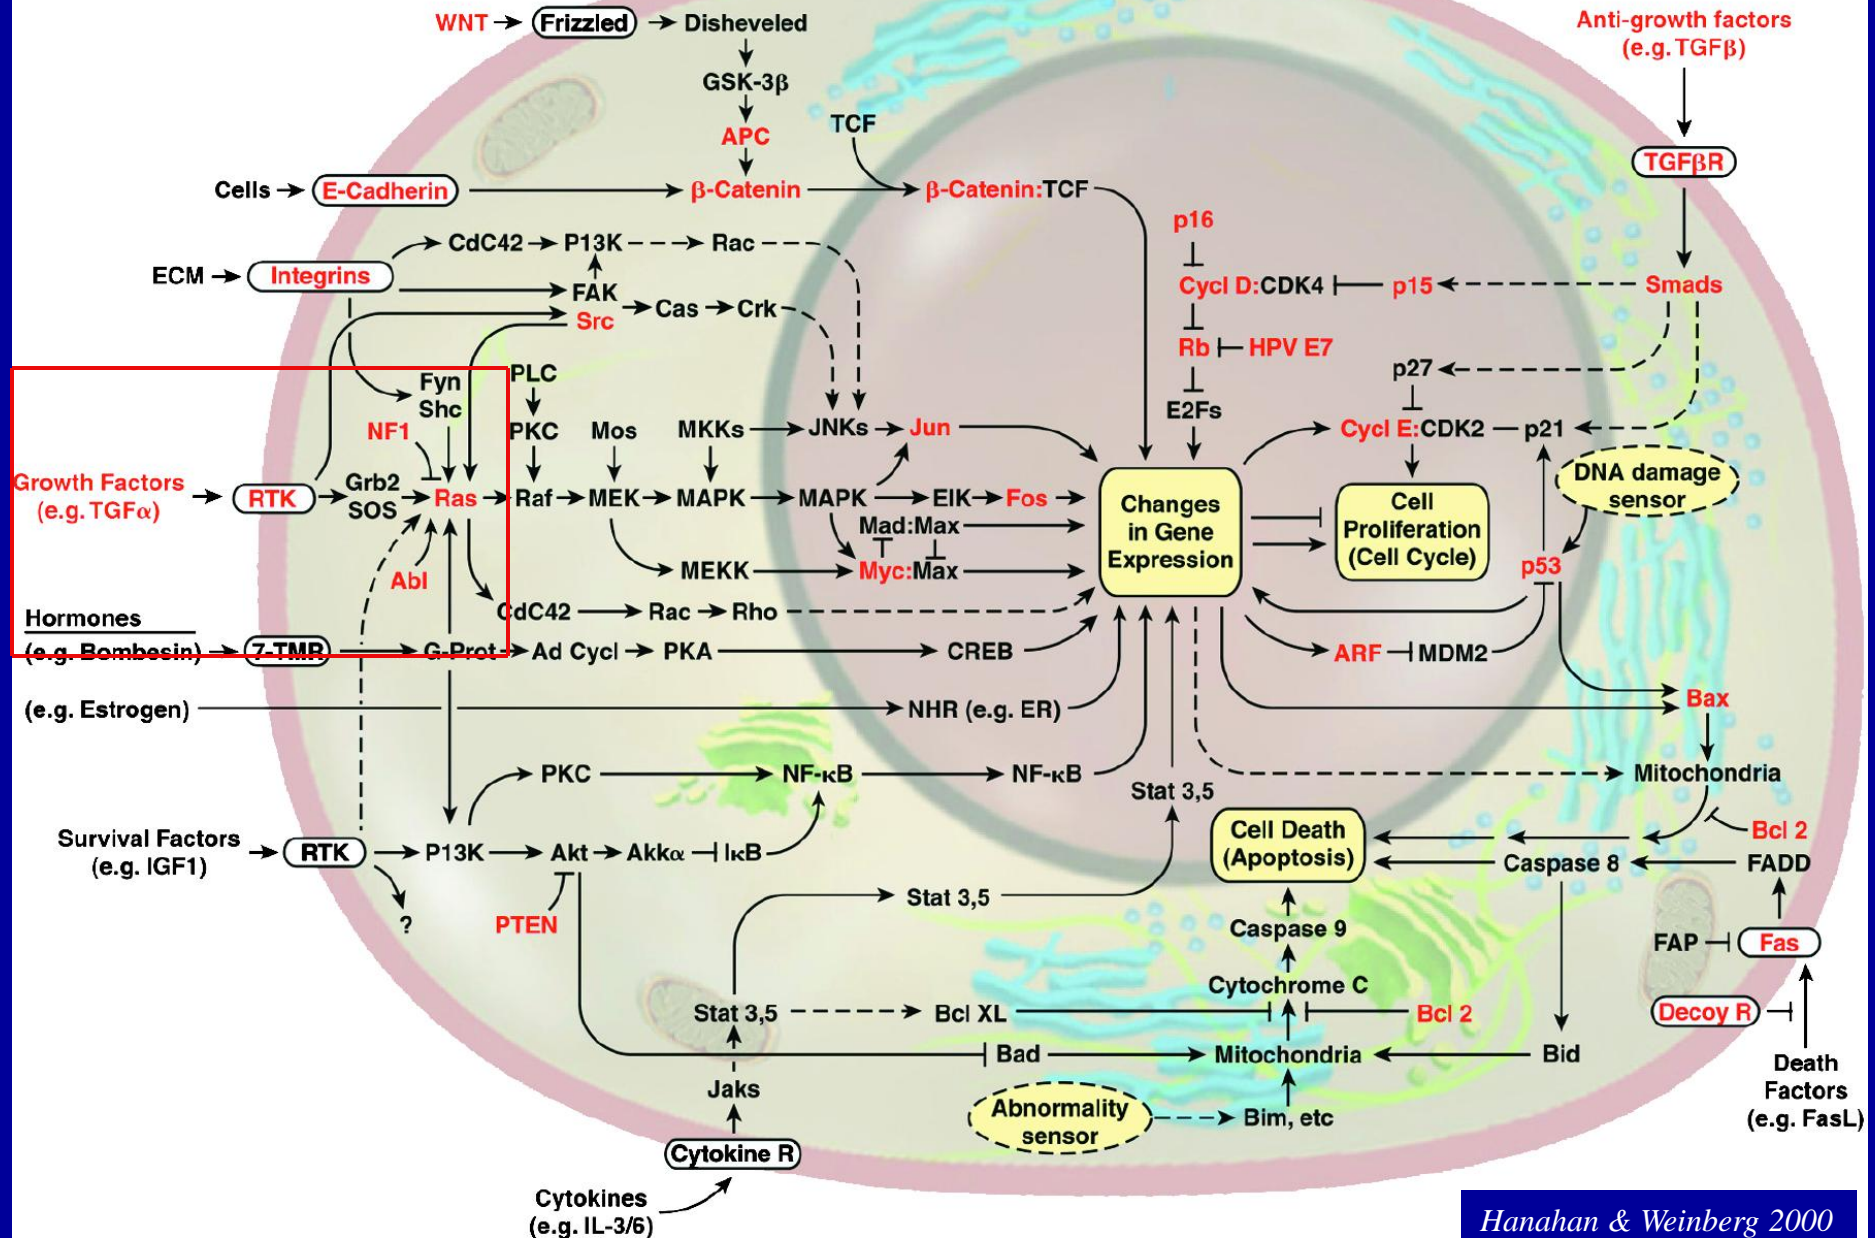 WNT
Frizzled
Disheveled
Anti-growth factors
(e.g. TGFβ)
GSK-3β
APC
TCF
TGFβR
Cells
E-Cadherin
β-Catenin
β-Catenin:TCF
p16
CdC42
P13K
Rac
ECM
Integrins
FAK
Src
Cas
Crk
Cycl D:CDK4
p15
Smads
Rb
HPV E7
p27
Fyn
Shc
PLC
E2Fs
NF1
PKC
Mos
MKKs
JNKs
Jun
Cycl E:CDK2
p21
DNA damage
sensor
Growth Factors
(e.g. TGFα)
RTK
Grb2
SOS
Ras
Raf
MEK
MAPK
MAPK
ElK
Fos
Changes
in Gene
Expression
Cell
Proliferation
(Cell Cycle)
Mad:Max
Abl
MEKK
Myc:Max
p53
Hormones
CdC42
Rac
Rho
(e.g. Bombesin)
7-TMR
G-Prot
Ad Cycl
PKA
CREB
ARF
MDM2
(e.g. Estrogen)
NHR (e.g. ER)
Bax
PKC
NF-κB
NF-κB
Mitochondria
Stat 3,5
Survival Factors
(e.g. IGF1)
RTK
P13K
Akt
Akkα
IκB
Cell Death
(Apoptosis)
Bcl 2
Caspase 8
FADD
?
PTEN
Stat 3,5
Caspase 9
FAP
Fas
Cytochrome C
Stat 3,5
Bcl XL
Bcl 2
Decoy R
Bad
Mitochondria
Bid
Death
Factors
(e.g. FasL)
Jaks
Abnormality
sensor
Bim, etc
Cytokine R
Cytokines
(e.g. IL-3/6)
Hanahan & Weinberg 2000